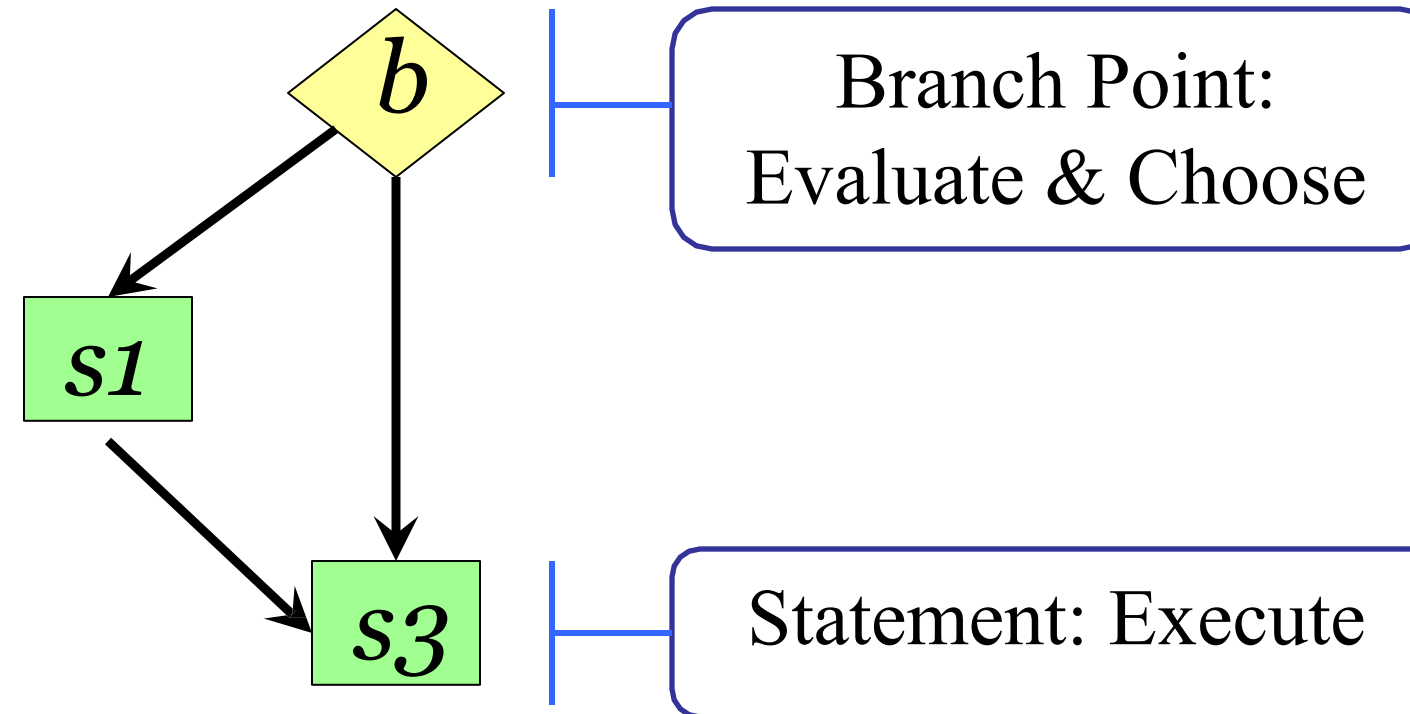 b
Branch Point:
Evaluate & Choose
s1
s3
Statement: Execute